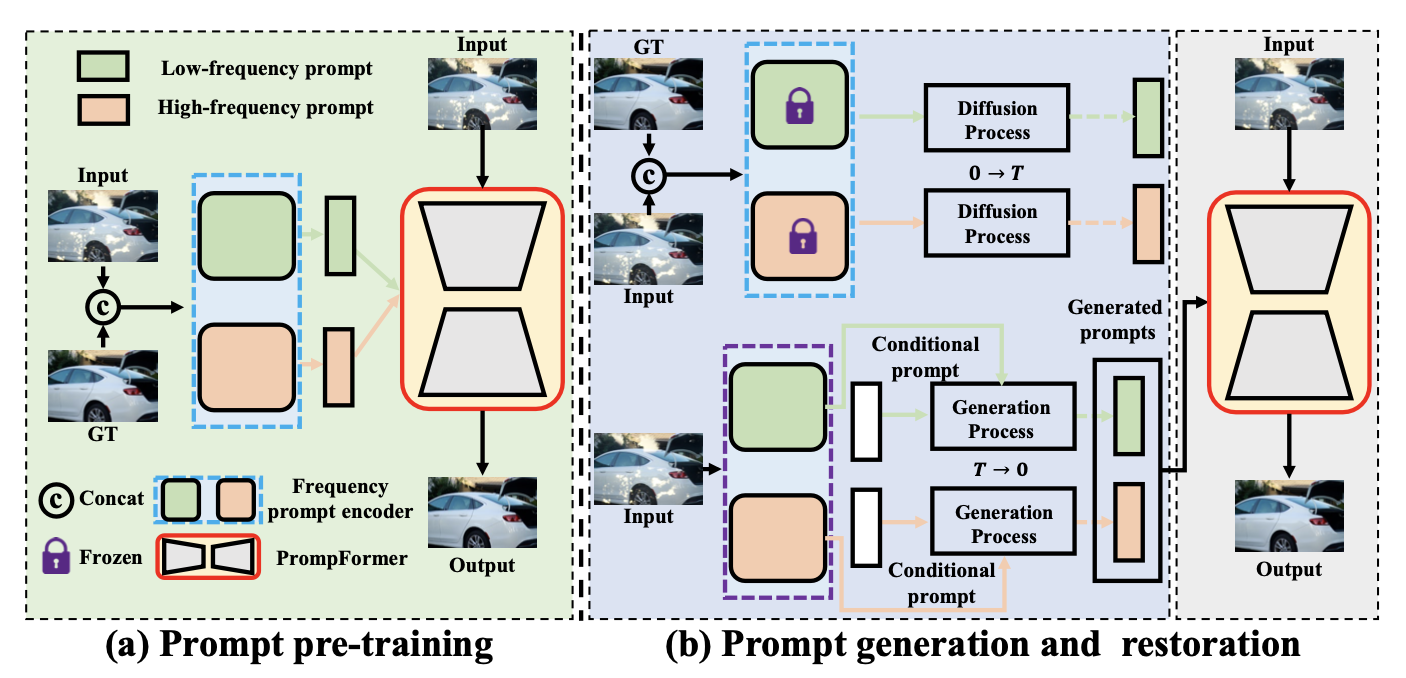 Low-frequency prompt
High-frequency prompt
Input
Input
C
GT
Output
C Concat
Frequency
prompt encoder
Frozen
PrompFormer
(a) Prompt pre-training
GT
C
Input
Diffusion
Process
0 → T
Diffusion
Process
Input
Conditional
prompt
Generation
Process
T → 0
Generation
Process
Conditional
prompt
Generated
prompts
Input
Output
(b) Prompt generation and restoration